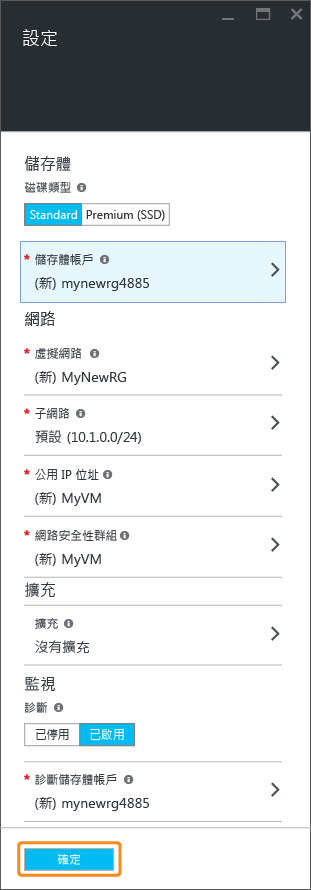 設定
儲存體
磁碟類型
Standard Premium (SSD)
* 儲存體帳戶
(新) mynewrg4885
網路
* 虛擬網路
(新) MyNewRG
* 子網路
預設 (10.1.0.0/24)
* 公用 IP 位址
(新) MyVM
* 網路安全性群組
(新) MyVM
擴充
擴充
沒有擴充
監視
診斷
已停用 已啟用
* 診斷儲存體帳戶
(新) mynewrg4885
確定